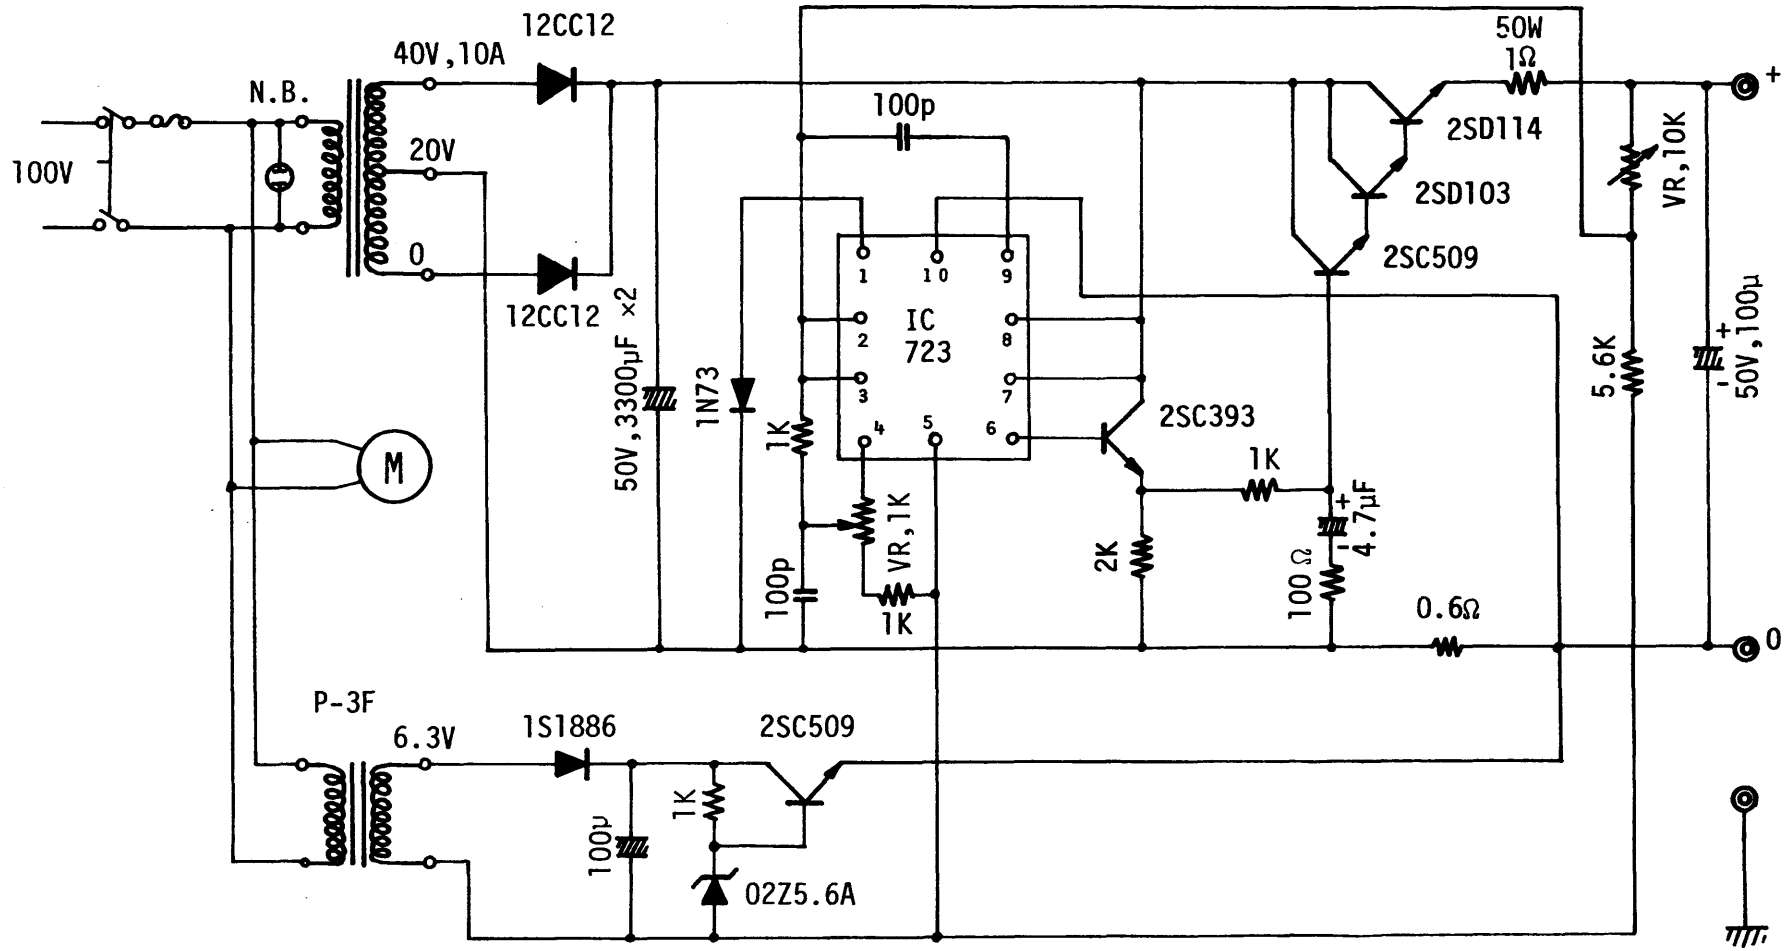 12CC12
50W
1Ω
+
40V,10A
N.B.
100p
2SD114
VR,10K
100V
20V
2SD103
0
1
10
9
2SC509
12CC12
50V,3300μF ×2
IC
723
2
8
+
50V,100μ
-
1N73
3
7
5.6K
1K
4
5
6
2SC393
M
1K
VR,1K
+
4.7μF
-
2K
100Ω
100p
1K
0.6Ω
0
P-3F
6.3V
1S1886
2SC509
1K
100μ
02Z5.6A